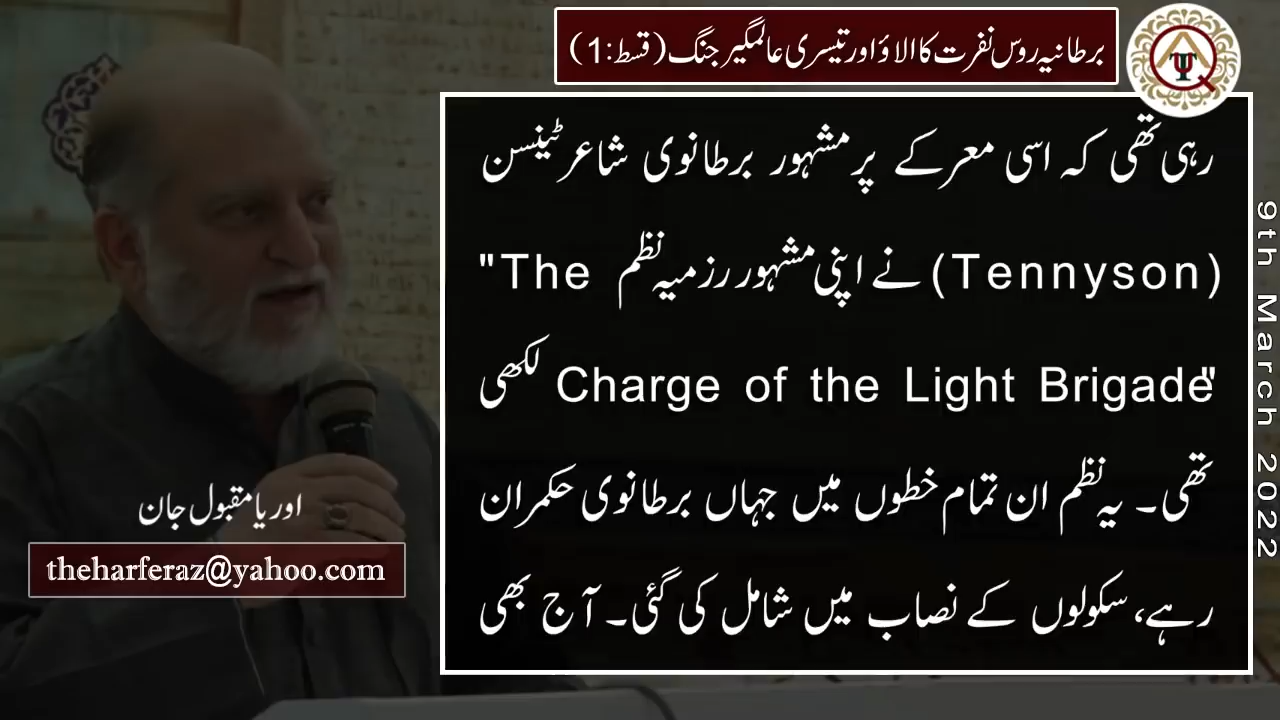 برطانیہ روس نفرت کا الاؤ اور تیسری عالمگیر جنگ (قسط:1)
رہی تھی کہ اسی معرکے پر مشہور برطانوی شاعر ٹینسن
(Tennyson) نے اپنی مشہور رزمیہ نظم "The
Charge of the Light Brigade" لکھی
تھی۔ یہ نظم ان تمام خطوں میں جہاں برطانوی حکمران
رہے، سکولوں کے نصاب میں شامل کی گئی۔ آج بھی
اوریا مقبول جان
theharferaz@yahoo.com
9th March 2022